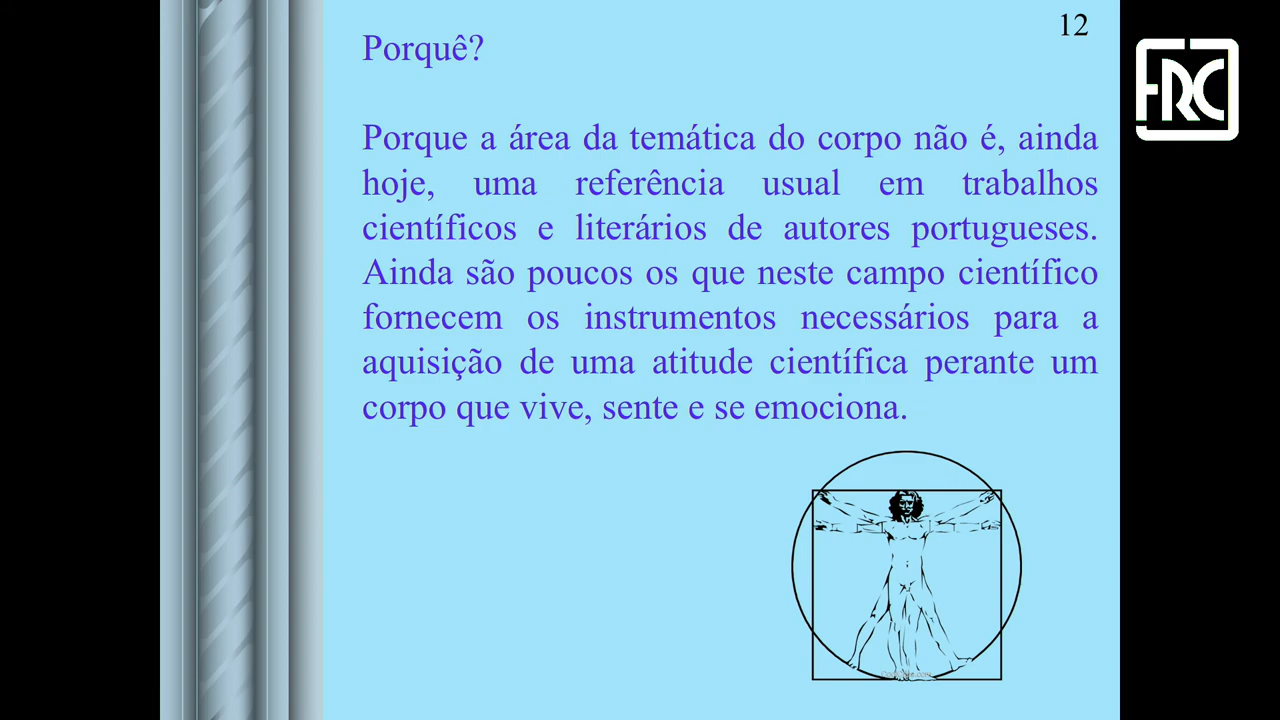 12
Porquê?
Porque a área da temática do corpo não é, ainda
hoje, uma referência usual em trabalhos
científicos e literários de autores portugueses.
Ainda são poucos os que neste campo científico
fornecem os instrumentos necessários para a
aquisição de uma atitude científica perante um
corpo que vive, sente e se emociona.
FRC